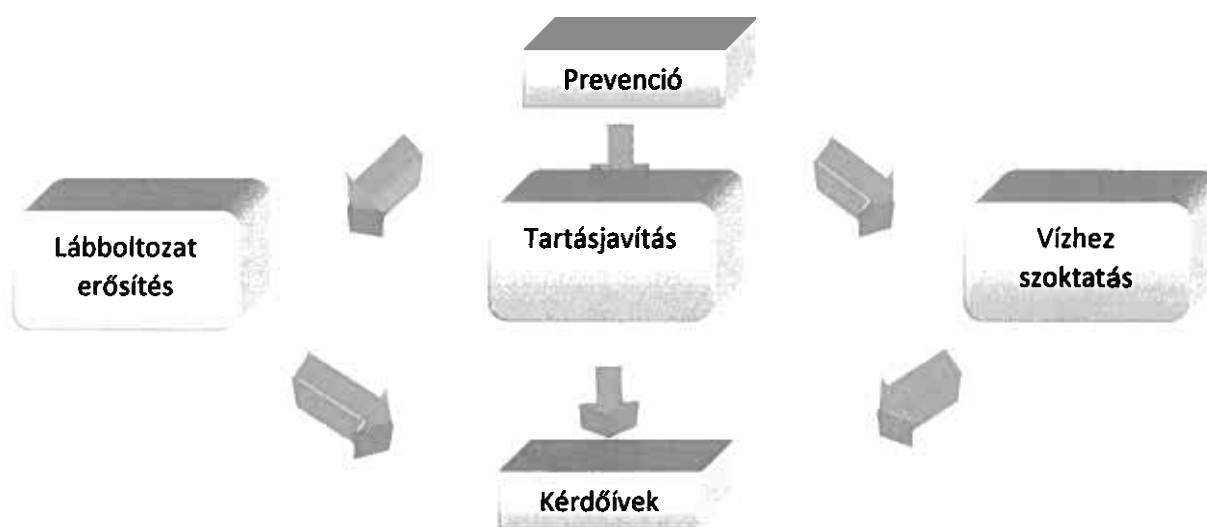 Prevenció
Lábboltozat
erősítés
Tartásjavítás
Vízhez
szoktatás
Kérdőívek